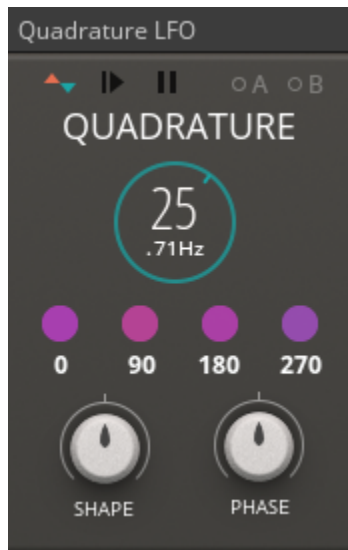 Quadrature LFO
A B
QUADRATURE
25
.71Hz
0 90 180 270
SHAPE PHASE